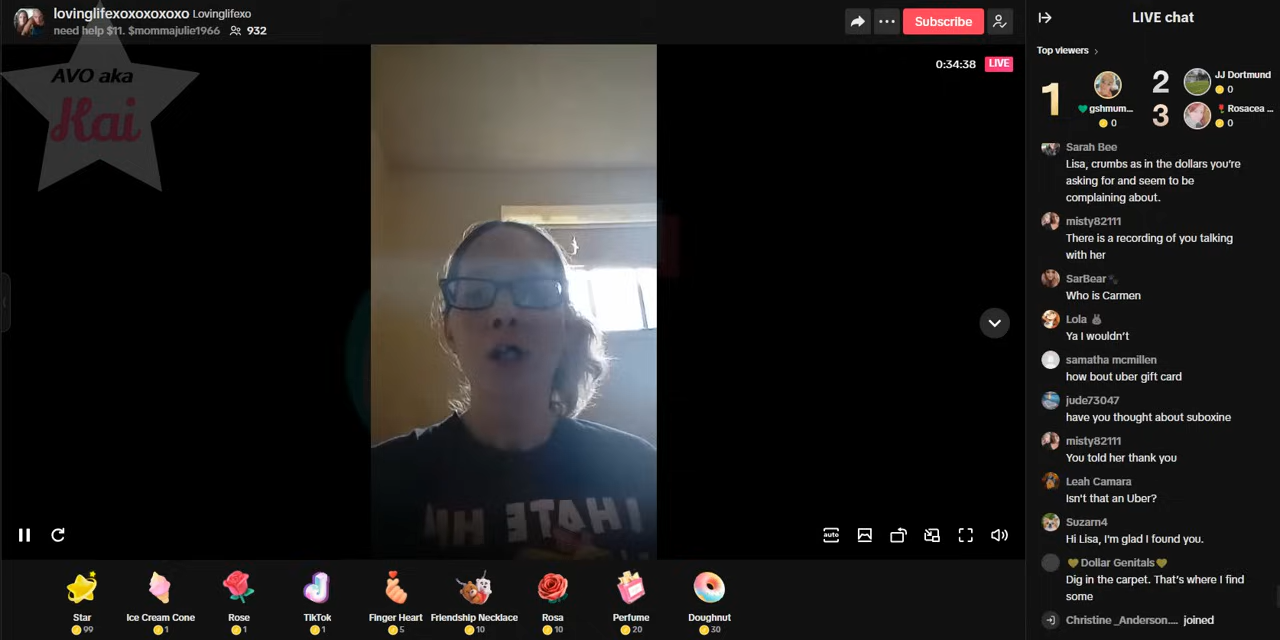 lovinglifexoxoxoxoxo Lovinglifexo
need help $11. $mommajulie1966 932
Subscribe
AVO aka
Kai
0:34:38 LIVE
I HATE
auto
Star
99
Ice Cream Cone
1
Rose
1
TikTok
1
Finger Heart
5
Friendship Necklace
10
Rosa
10
Perfume
20
Doughnut
30
LIVE chat
Top viewers >
1
gshmum...
0
2
JJ Dortmund
0
3
Rosacea ...
0
Sarah Bee
Lisa, crumbs as in the dollars you're
asking for and seem to be
complaining about.
misty82111
There is a recording of you talking
with her
SarBear
Who is Carmen
Lola
Ya I wouldn't
samatha mcmillen
how bout uber gift card
jude73047
have you thought about suboxine
misty82111
You told her thank you
Leah Camara
Isn't that an Uber?
Suzarn4
Hi Lisa, I'm glad I found you.
Dollar Genitals
Dig in the carpet. That's where I find
some
Christine _Anderson.... joined